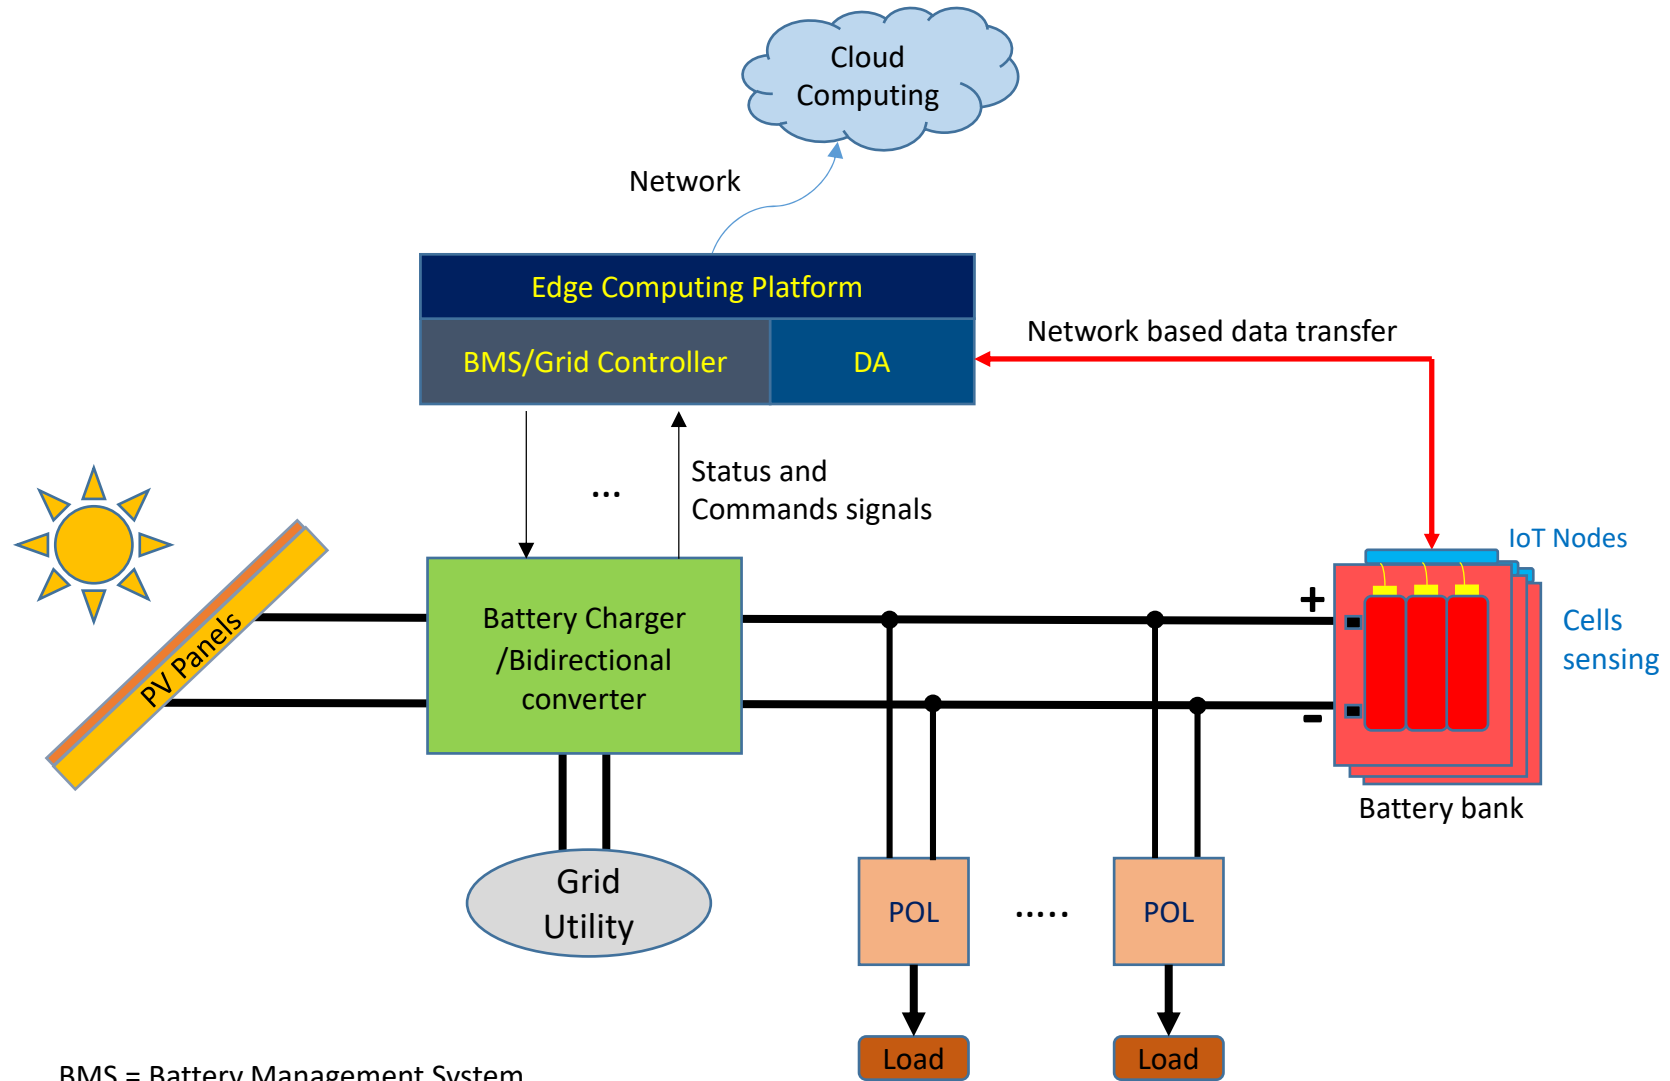 Cloud
Computing
Network
Edge Computing Platform
BMS/Grid Controller
DA
Network based data transfer
Status and
Commands signals
...
IoT Nodes
Cells
sensing
+
-
Battery bank
PV Panels
Battery Charger
/Bidirectional
converter
Grid
Utility
POL
.....
POL
Load
Load
BMS = Battery Management System